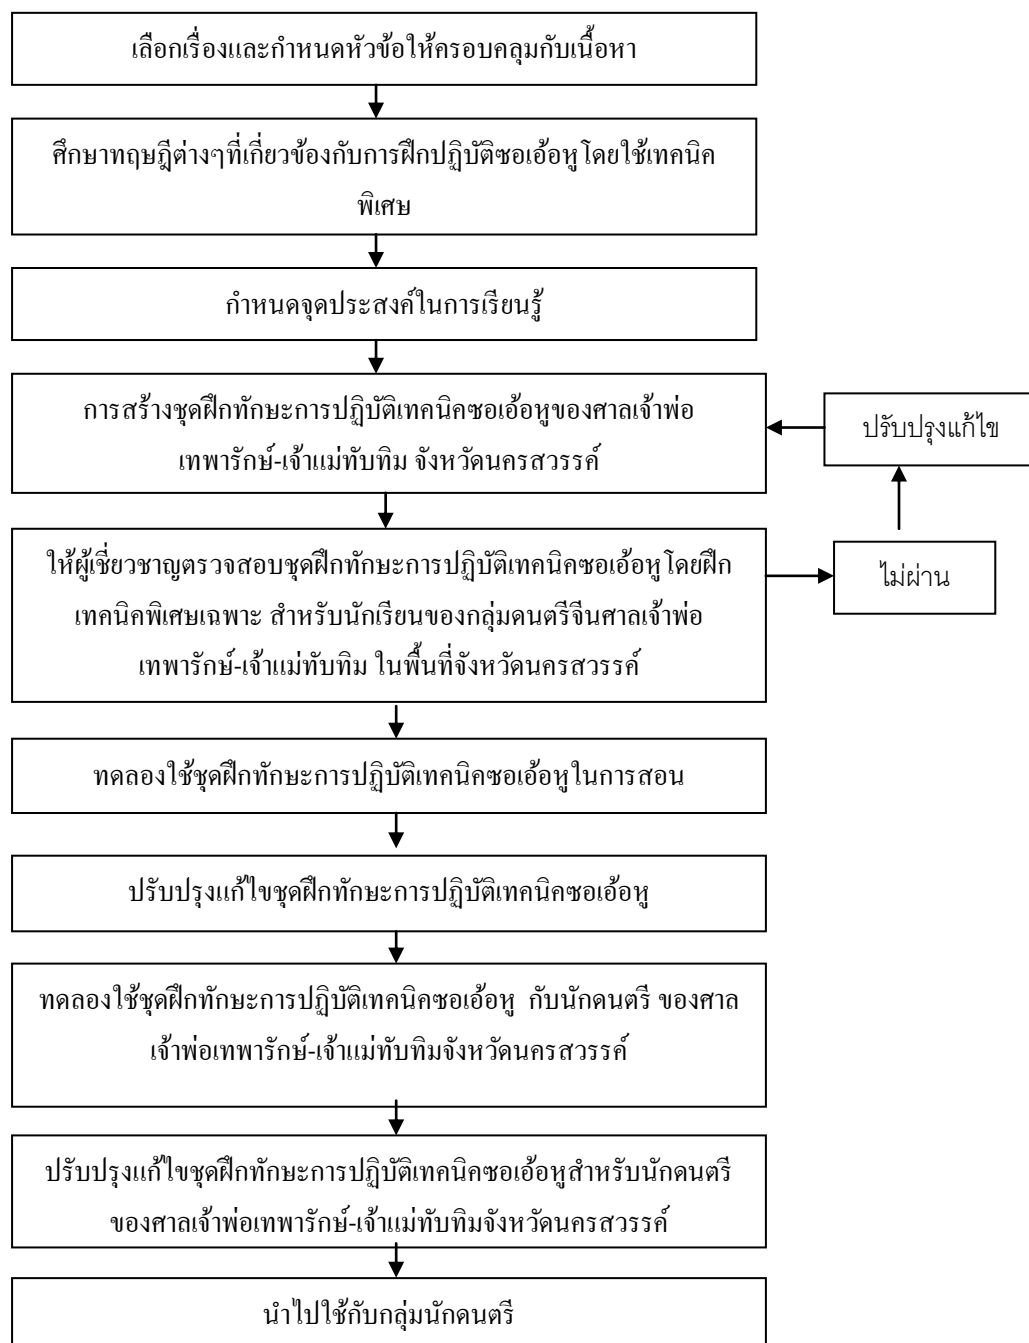 เลือกเรื่องและกำหนดหัวข้อให้ครอบคลุมกับเนื้อหา
ศึกษาทฤษฎีต่างๆที่เกี่ยวข้องกับการฝึกปฏิบัติซอเอ้อหูโดยใช้เทคนิค
พิเศษ
กำหนดจุดประสงค์ในการเรียนรู้
การสร้างชุดฝึกทักษะการปฏิบัติเทคนิคซอเอ้อหูของศาลเจ้าพ่อ
เทพารักษ์-เจ้าแม่ทับทิม จังหวัดนครสวรรค์
ปรับปรุงแก้ไข
ให้ผู้เชี่ยวชาญตรวจสอบชุดฝึกทักษะการปฏิบัติเทคนิคซอเอ้อหูโดยฝึก
เทคนิคพิเศษเฉพาะ สำหรับนักเรียนของกลุ่มดนตรีจีนศาลเจ้าพ่อ
เทพารักษ์-เจ้าแม่ทับทิม ในพื้นที่จังหวัดนครสวรรค์
ไม่ผ่าน
ทดลองใช้ชุดฝึกทักษะการปฏิบัติเทคนิคซอเอ้อหูในการสอน
ปรับปรุงแก้ไขชุดฝึกทักษะการปฏิบัติเทคนิคซอเอ้อหู
ทดลองใช้ชุดฝึกทักษะการปฏิบัติเทคนิคซอเอ้อหู กับนักดนตรี ของศาล
เจ้าพ่อเทพารักษ์-เจ้าแม่ทับทิมจังหวัดนครสวรรค์
ปรับปรุงแก้ไขชุดฝึกทักษะการปฏิบัติเทคนิคซอเอ้อหูสำหรับนักดนตรี
ของศาลเจ้าพ่อเทพารักษ์-เจ้าแม่ทับทิมจังหวัดนครสวรรค์
นำไปใช้กับกลุ่มนักดนตรี